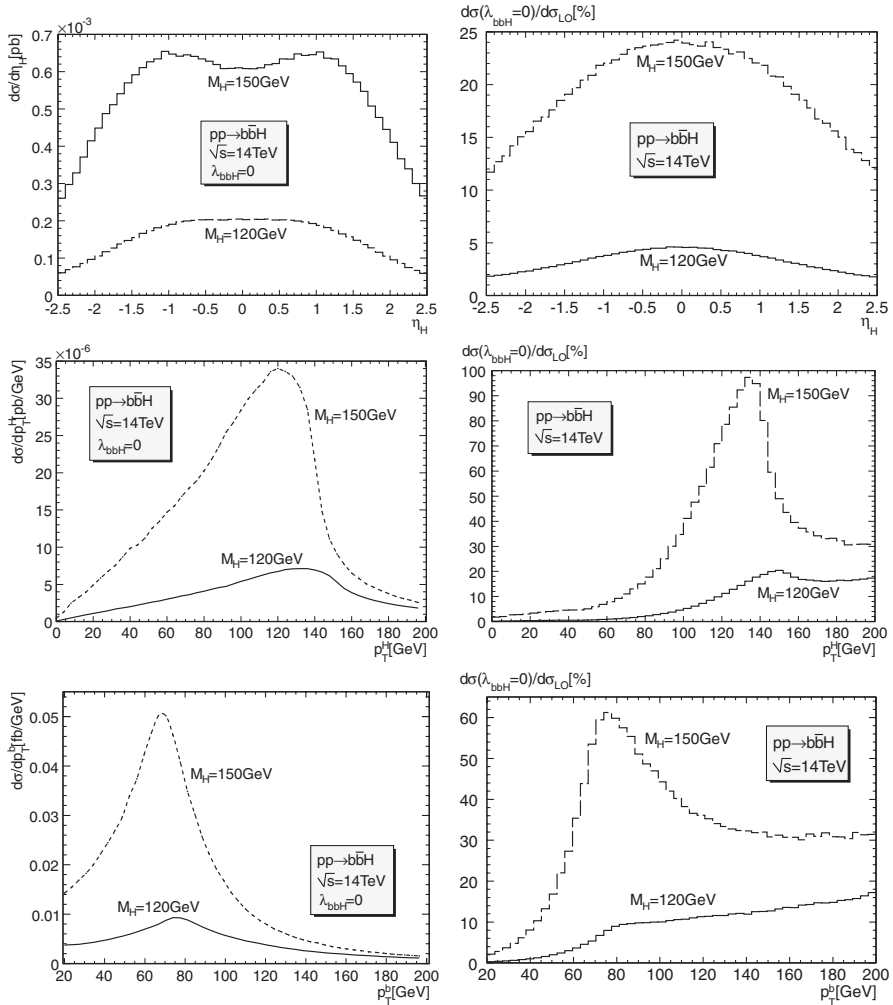 ×10⁻³
dσ/dη_H[pb]
0.7
0.6
0.5
0.4
0.3
0.2
0.1
0
M_H=150GeV
pp→bb̄H
√s=14TeV
λ_bbH=0
M_H=120GeV
-2.5 -2 -1.5 -1 -0.5 0 0.5 1 1.5 2 2.5
η_H
dσ(λ_bbH=0)/dσ_LO[%]
25
20
15
10
5
0
M_H=150GeV
pp→bb̄H
√s=14TeV
M_H=120GeV
-2.5 -2 -1.5 -1 -0.5 0 0.5 1 1.5 2 2.5
η_H
×10⁻⁶
dσ/dp_T^H[pb/GeV]
35
30
25
20
15
10
5
0
pp→bb̄H
√s=14TeV
λ_bbH=0
M_H=150GeV
M_H=120GeV
0 20 40 60 80 100 120 140 160 180 200
p_T^H[GeV]
dσ(λ_bbH=0)/dσ_LO[%]
100
90
80
70
60
50
40
30
20
10
0
M_H=150GeV
pp→bb̄H
√s=14TeV
M_H=120GeV
0 20 40 60 80 100 120 140 160 180 200
p_T^H[GeV]
dσ/dp_T^b[fb/GeV]
0.05
0.04
0.03
0.02
0.01
0
M_H=150GeV
pp→bb̄H
√s=14TeV
λ_bbH=0
M_H=120GeV
20 40 60 80 100 120 140 160 180 200
p_T^b[GeV]
dσ(λ_bbH=0)/dσ_LO[%]
60
50
40
30
20
10
0
M_H=150GeV
pp→bb̄H
√s=14TeV
M_H=120GeV
20 40 60 80 100 120 140 160 180 200
p_T^b[GeV]